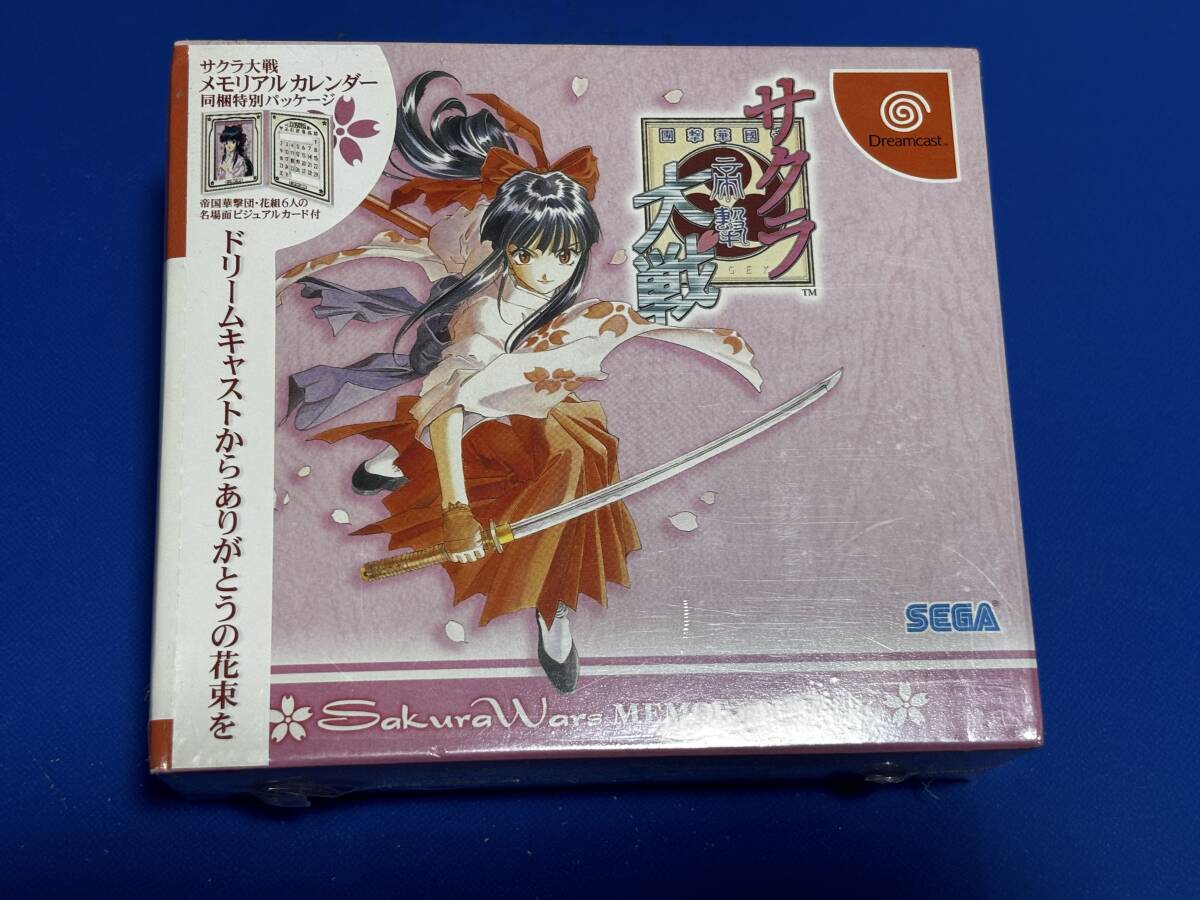 サクラ大戦
メモリアル カレンダー
同梱特別パッケージ
帝国華撃団・花組6人の
名場面ビジュアルカード付
ドリームキャストからありがとうの花束を
サクラ
大戦
帝撃
TM
Dreamcast
SEGA
Sakura Wars